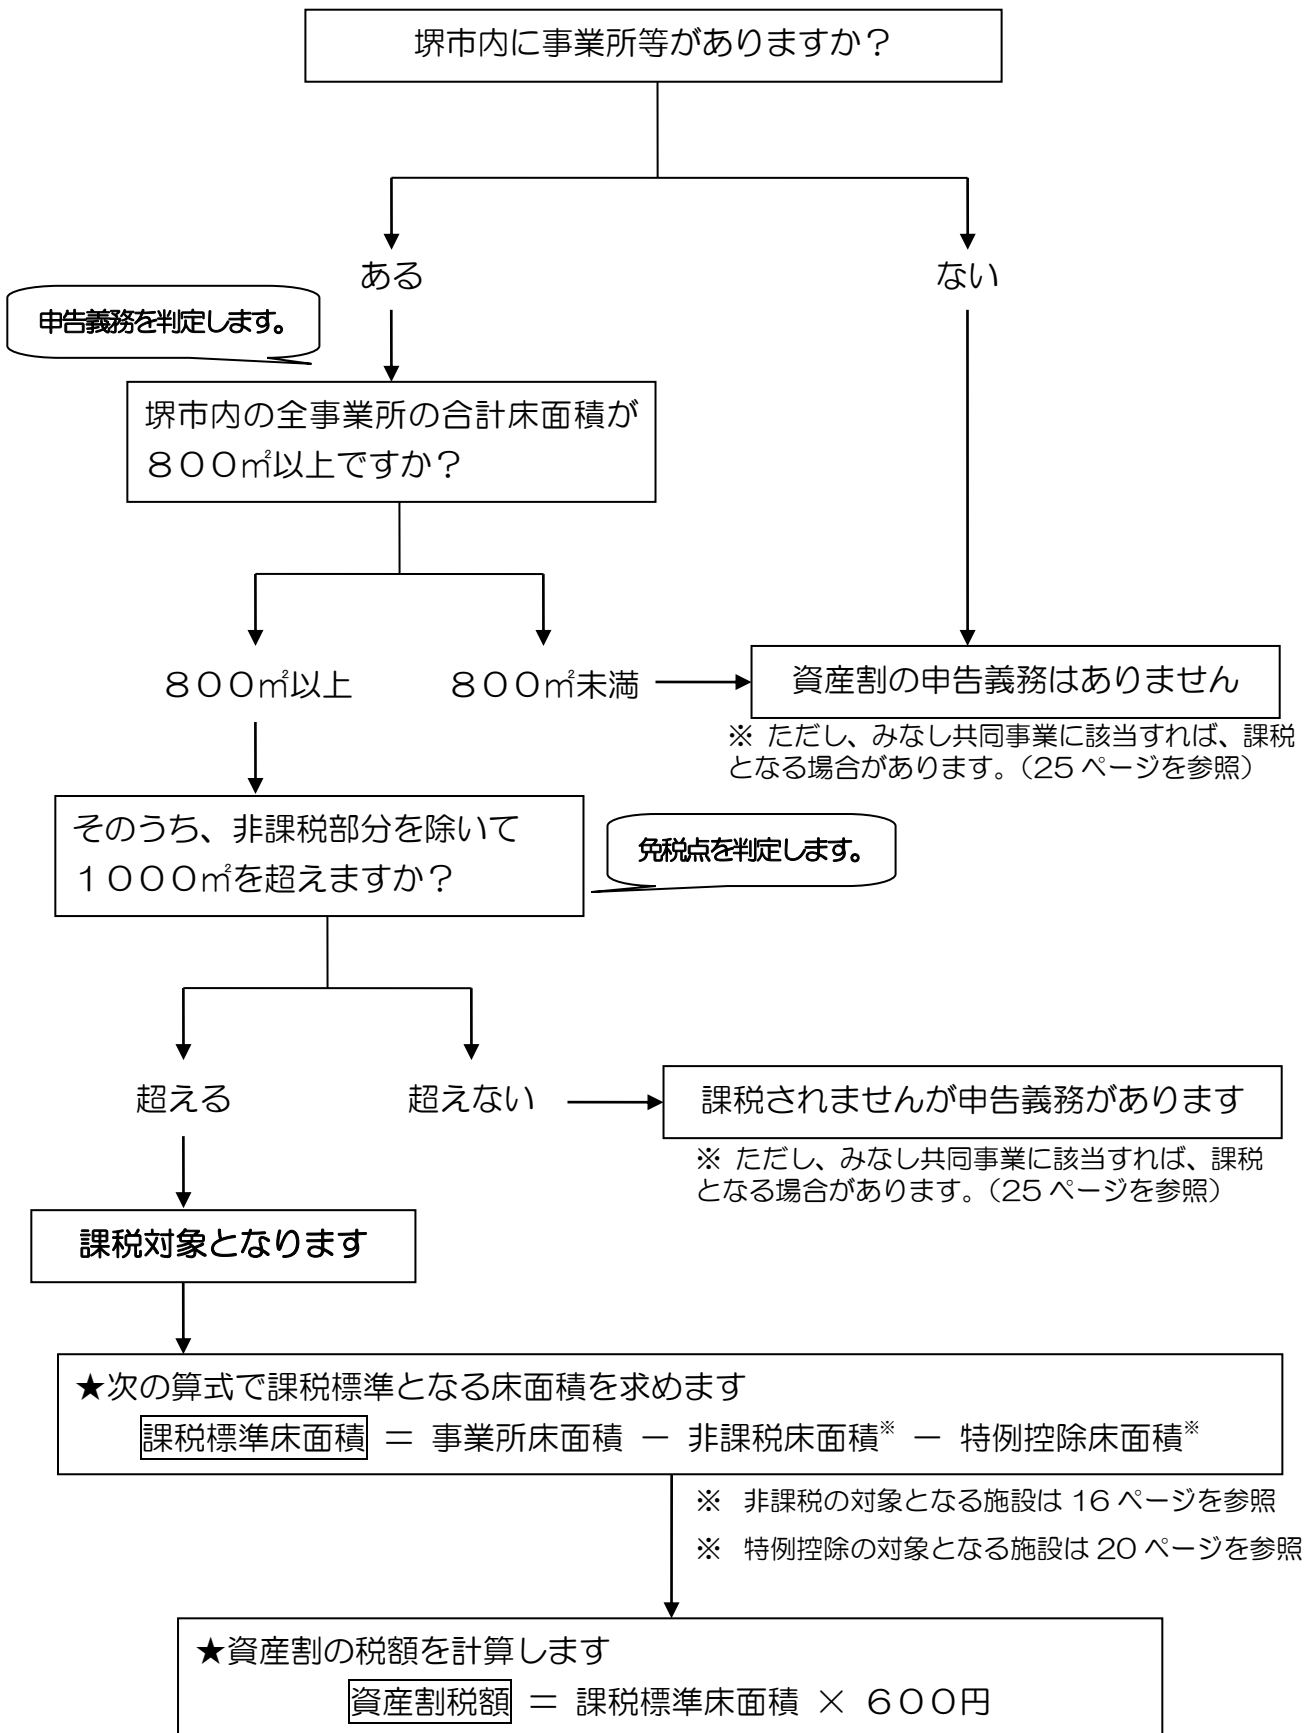 堺市内に事業所等がありますか？
ある
ない
申告義務を判定します。
堺市内の全事業所の合計床面積が
８００㎡以上ですか？
８００㎡以上
８００㎡未満
資産割の申告義務はありません
※ ただし、みなし共同事業に該当すれば、課税
となる場合があります。（25 ページを参照）
そのうち、非課税部分を除いて
１０００㎡を超えますか？
免税点を判定します。
超える
超えない
課税されませんが申告義務があります
※ ただし、みなし共同事業に該当すれば、課税
となる場合があります。（25 ページを参照）
課税対象となります
★次の算式で課税標準となる床面積を求めます
課税標準床面積 ＝ 事業所床面積 － 非課税床面積※ － 特例控除床面積※
※ 非課税の対象となる施設は 16 ページを参照
※ 特例控除の対象となる施設は 20 ページを参照
★資産割の税額を計算します
資産割税額 ＝ 課税標準床面積 × ６００円